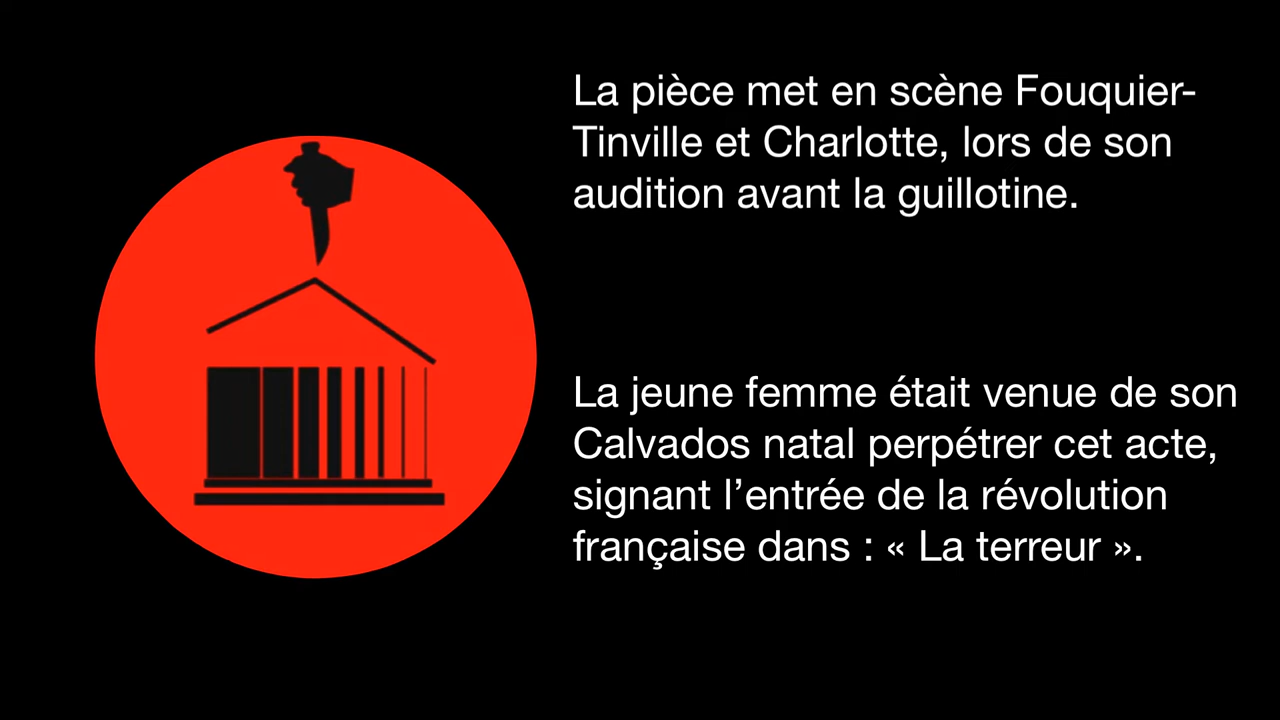 La pièce met en scène Fouquier-
Tinville et Charlotte, lors de son
audition avant la guillotine.
La jeune femme était venue de son
Calvados natal perpétrer cet acte,
signant l’entrée de la révolution
française dans : « La terreur ».